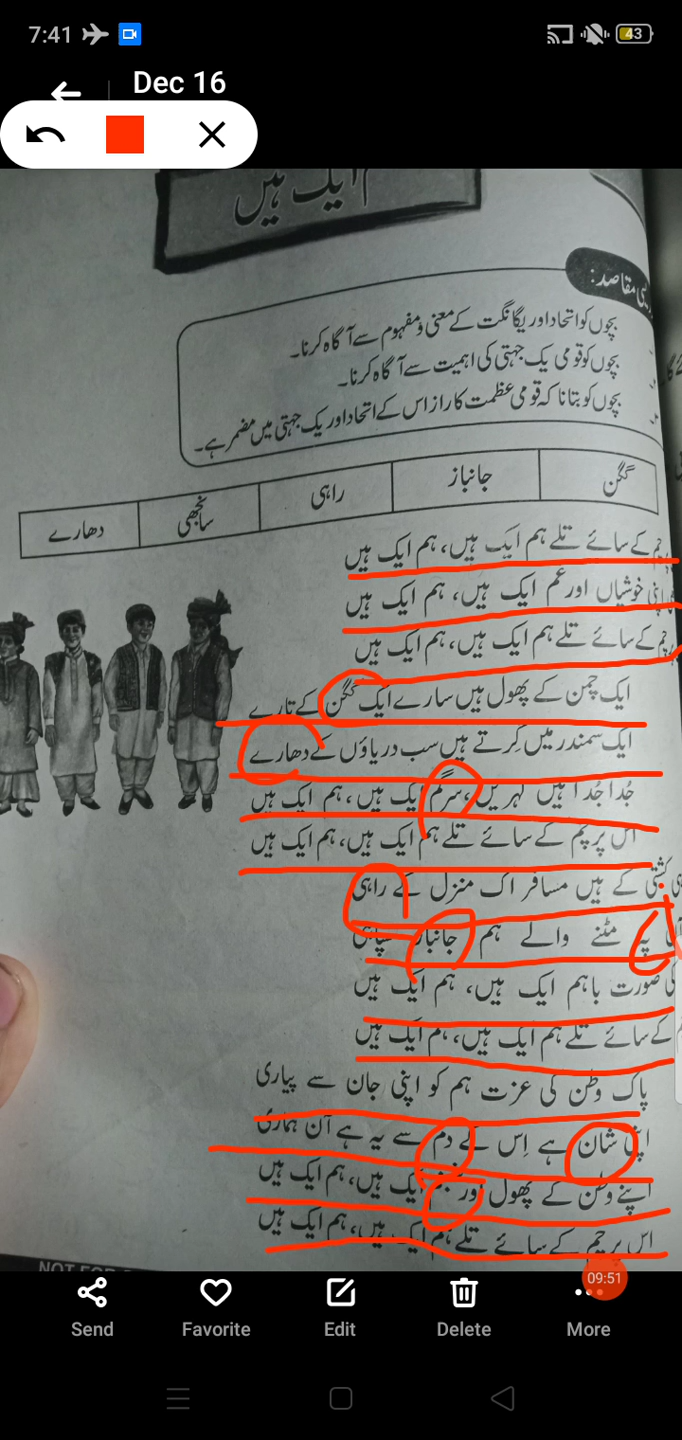 7:41
43
Dec 16
ہم ایک ہیں
مقاصد:
بچوں کو اتحاد اور یگانگت کے معنی و مفہوم سے آگاہ کرنا۔
بچوں کو قومی یک جہتی کی اہمیت سے آگاہ کرنا۔
بچوں کو بتانا کہ قومی عظمت کا راز اس کے اتحاد اور یک جہتی میں مضمر ہے۔
گگن جانباز راہی سانجھی دھارے
کے سائے تلے ہم ایک ہیں، ہم ایک ہیں
اپنی خوشیاں اور غم ایک ہیں، ہم ایک ہیں
کے سائے تلے ہم ایک ہیں، ہم ایک ہیں
ایک چمن کے پھول ہیں سارے ایک گگن کے تارے
ایک سمندر میں گرتے ہیں سب دریاؤں کے دھارے
جُدا جُدا ہیں لہریں، سرگم ایک ہیں، ہم ایک ہیں
اس پرچم کے سائے تلے ہم ایک ہیں، ہم ایک ہیں
کشتی کے ہیں مسافر اک منزل کے راہی
پہ مٹنے والے ہم جانباز سپاہی
کی صورت باہم ایک ہیں، ہم ایک ہیں
کے سائے تلے ہم ایک ہیں، ہم ایک ہیں
پاک وطن کی عزت ہم کو اپنی جان سے پیاری
اپنی شان ہے اِس کے دم سے یہ ہے آن ہماری
اپنے وطن کے پھول اور ایک ہیں، ہم ایک ہیں
اس پرچم کے سائے تلے ہم ایک ہیں، ہم ایک ہیں
NOT FOR
09:51
Send Favorite Edit Delete More